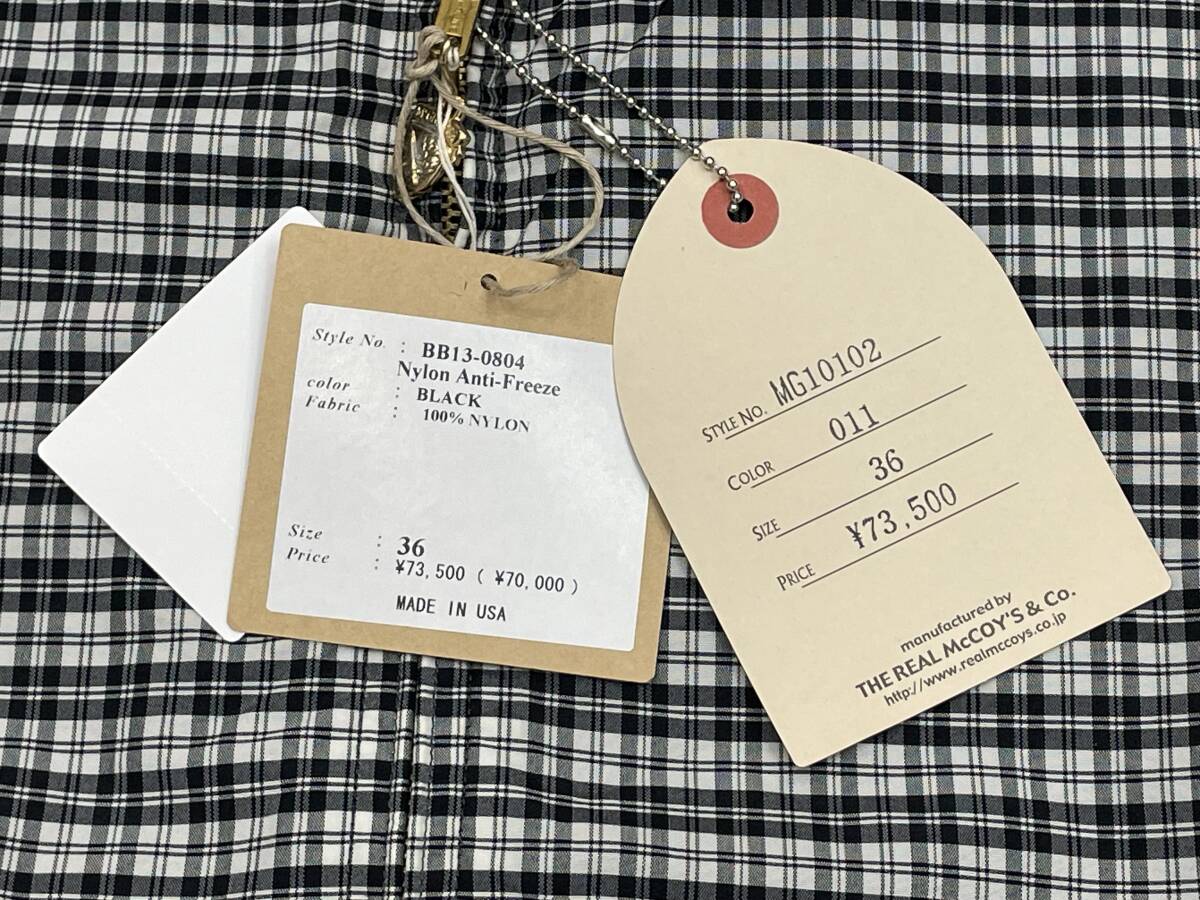 Style No. : BB13-0804
Nylon Anti-Freeze
color : BLACK
Fabric : 100% NYLON
Size : 36
Price : ¥73,500 ( ¥70,000 )
MADE IN USA
STYLE NO. MG10102
COLOR 011
SIZE 36
PRICE ¥73,500
manufactured by
THE REAL McCOY'S & Co.
http://www.realmccoys.co.jp